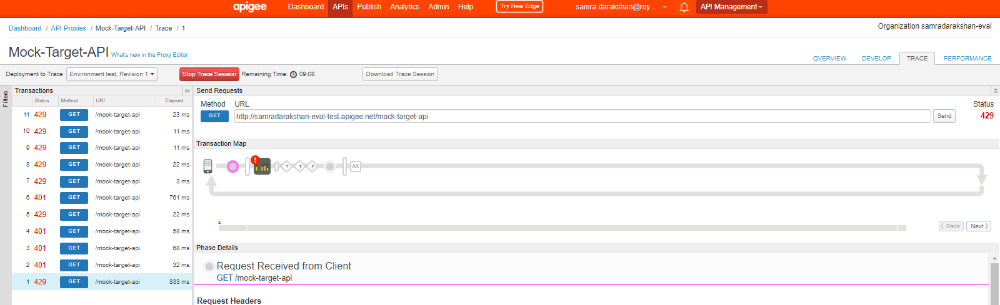 apigee Dashboard APIs Publish Analytics Admin Help Try New Edge samra.darakshan@roy... API Management
Dashboard / API Proxies / Mock-Target-API / Trace / 1 Organization samradarakshan-eval
Mock-Target-API What's new in the Proxy Editor OVERVIEW DEVELOP TRACE PERFORMANCE
Deployment to Trace Environment test, Revision 1 Stop Trace Session Remaining Time: 09:08 Download Trace Session
Filters
Transactions
Status Method URI Elapsed
11 429 GET /mock-target-api 23 ms
10 429 GET /mock-target-api 11 ms
9 429 GET /mock-target-api 11 ms
8 429 GET /mock-target-api 22 ms
7 429 GET /mock-target-api 3 ms
6 401 GET /mock-target-api 761 ms
5 429 GET /mock-target-api 22 ms
4 401 GET /mock-target-api 58 ms
3 401 GET /mock-target-api 68 ms
2 401 GET /mock-target-api 32 ms
1 429 GET /mock-target-api 833 ms
Send Requests
Method URL Status
GET http://samradarakshan-eval-test.apigee.net/mock-target-api Send 429
Transaction Map
! T T F AX
ε
Back Next
Phase Details
Request Received from Client
GET /mock-target-api
Request Headers